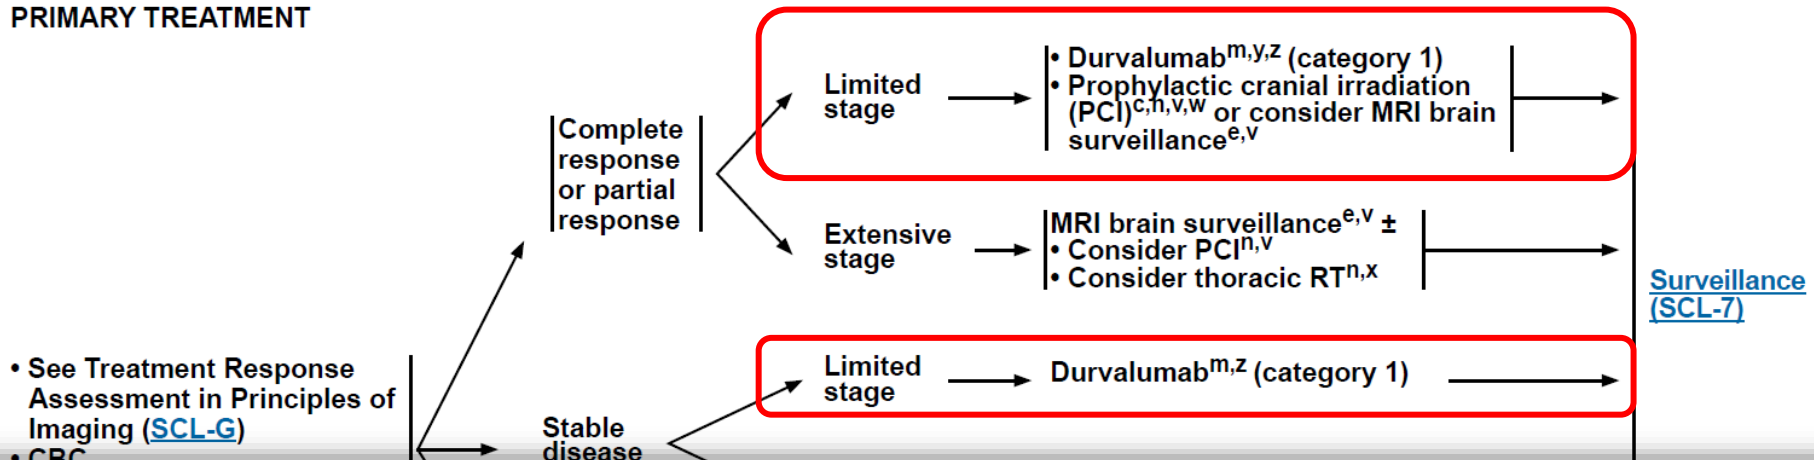 PRIMARY TREATMENT
Complete
response
or partial
response
Limited
stage
• Durvalumab^m,y,z (category 1)
• Prophylactic cranial irradiation
(PCI)^c,n,v,w or consider MRI brain
surveillance^e,v
Extensive
stage
MRI brain surveillance^e,v ±
• Consider PCI^n,v
• Consider thoracic RT^n,x
Surveillance
(SCL-7)
• See Treatment Response
Assessment in Principles of
Imaging (SCL-G)
• CBC
Stable
disease
Limited
stage
Durvalumab^m,z (category 1)